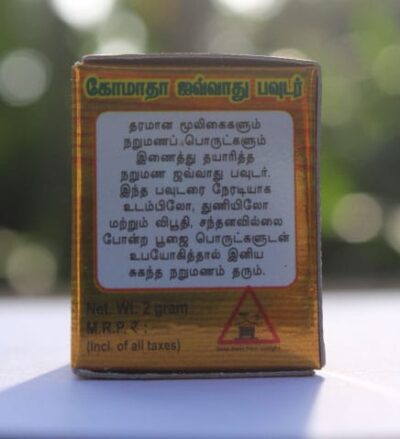 கோமாதா ஜவ்வாது பவுடர்
தரமான மூலிகைகளும்
நறுமணப் பொருட்களும்
இணைத்து தயாரித்த
நறுமண ஜவ்வாது பவுடர்.
இந்த பவுடரை நேரடியாக
உடம்பிலோ, துணியிலோ
மற்றும் விபூதி, சந்தனவில்லை
போன்ற பூஜை பொருட்களுடன்
உபயோகித்தால் இனிய
சுகந்த நறுமணம் தரும்.
Net. Wt. 2 gram
M.R.P. ₹ :
(Incl. of all taxes)